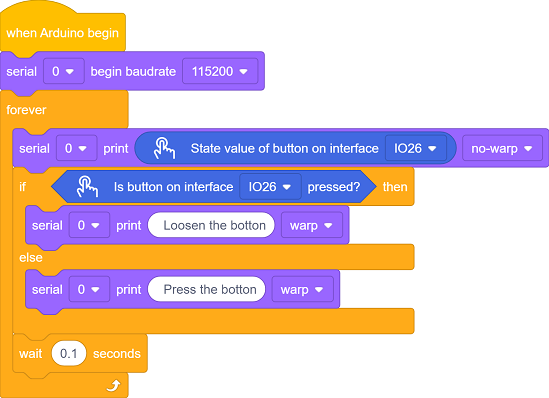 when Arduino begin
serial 0 begin baudrate 115200
forever
serial 0 print State value of button on interface IO26 no-warp
if Is button on interface IO26 pressed? then
serial 0 print Loosen the botton warp
else
serial 0 print Press the botton warp
wait 0.1 seconds